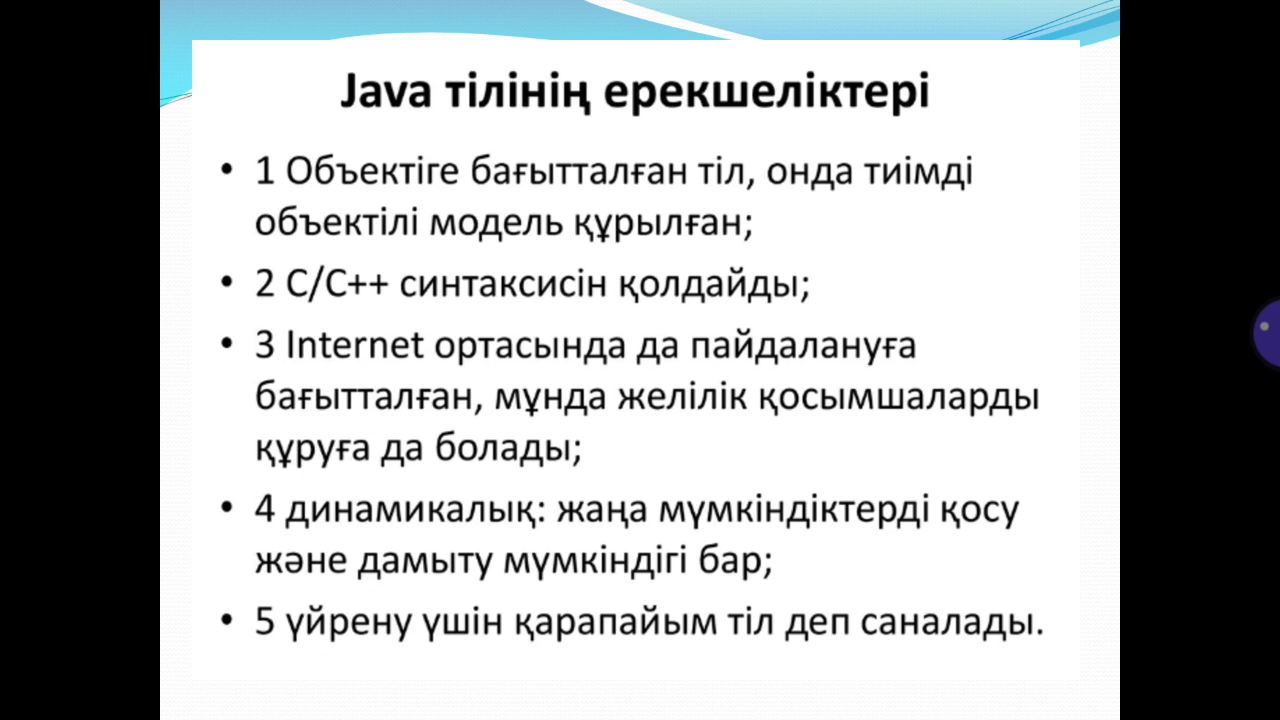 Java тілінің ерекшеліктері
• 1 Объектіге бағытталған тіл, онда тиімді
объектілі модель құрылған;
• 2 C/C++ синтаксисін қолдайды;
• 3 Internet ортасында да пайдалануға
бағытталған, мұнда желілік қосымшаларды
құруға да болады;
• 4 динамикалық: жаңа мүмкіндіктерді қосу
және дамыту мүмкіндігі бар;
• 5 үйрену үшін қарапайым тіл деп саналады.